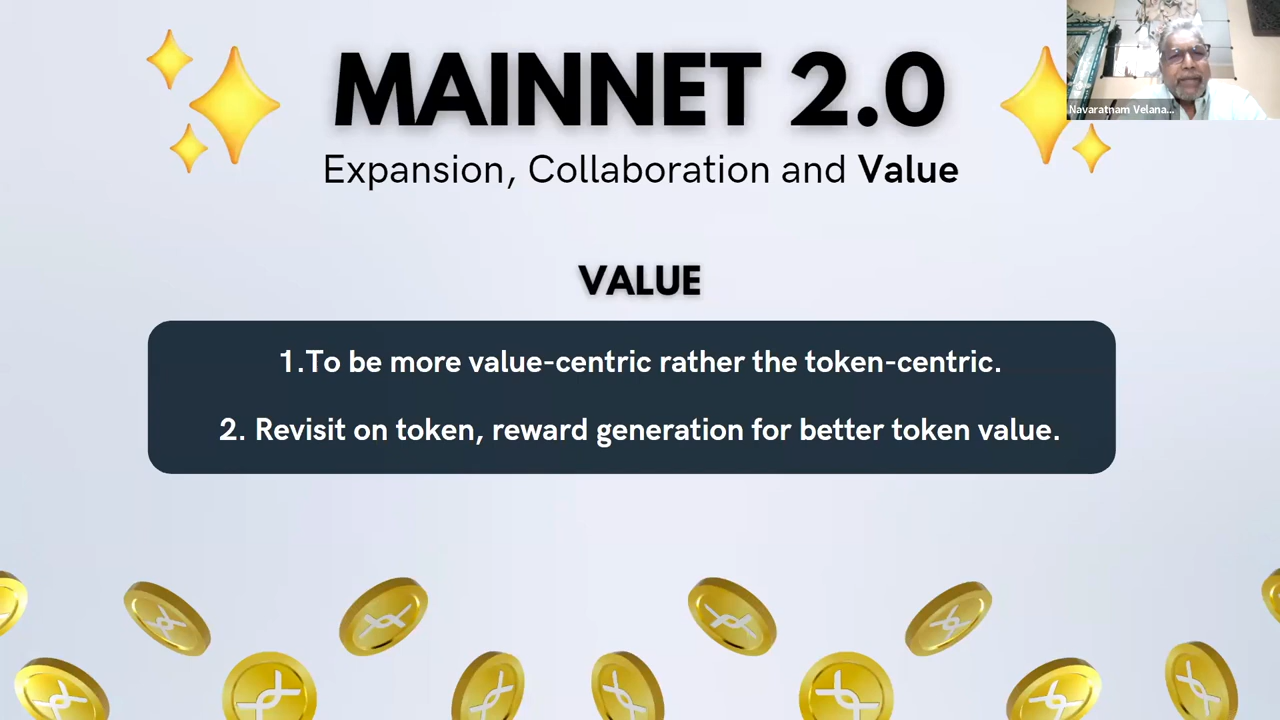 MAINNET 2.0
Expansion, Collaboration and Value
Navaratnam Velana...
VALUE
1.To be more value-centric rather the token-centric.
2. Revisit on token, reward generation for better token value.